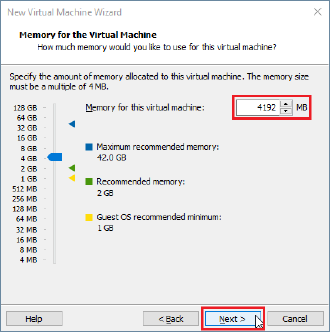 New Virtual Machine Wizard
Memory for the Virtual Machine
How much memory would you like to use for this virtual machine?
Specify the amount of memory allocated to this virtual machine. The memory size
must be a multiple of 4 MB.
Memory for this virtual machine: 4192 MB
128 GB
64 GB
32 GB
16 GB
8 GB
4 GB
2 GB
1 GB
512 MB
256 MB
128 MB
64 MB
32 MB
16 MB
8 MB
4 MB
Maximum recommended memory:
42.0 GB
Recommended memory:
2 GB
Guest OS recommended minimum:
1 GB
Help
< Back
Next >
Cancel